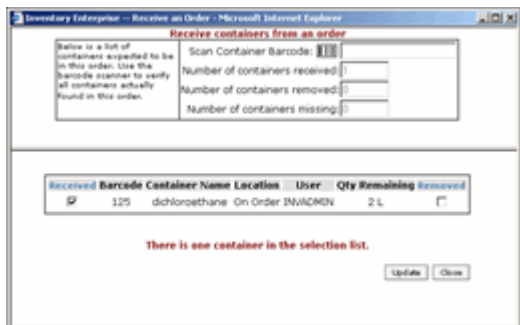 Inventory Enterprise -- Receive an Order - Microsoft Internet Explorer
Receive containers from an order
Below is a list of
containers expected to be
in this order. Use the
barcode scanner to verify
all containers actually
found in this order.
Scan Container Barcode:
Number of containers received: 1
Number of containers removed: 0
Number of containers missing: 0
Received Barcode Container Name Location User Qty Remaining Removed
125 dichloroethane On Order INVADMIN 2 L
There is one container in the selection list.
Update Close